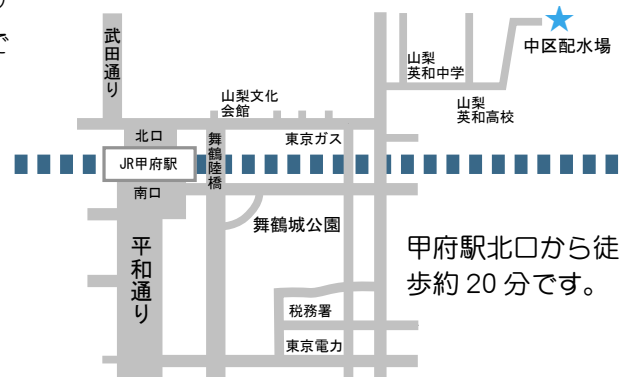 で
武田通り
中区配水場
山梨
英和中学
山梨文化
会館
山梨
英和高校
北口
舞鶴陸橋
東京ガス
JR甲府駅
南口
舞鶴城公園
平和通り
甲府駅北口から徒
歩約 20 分です。
税務署
東京電力